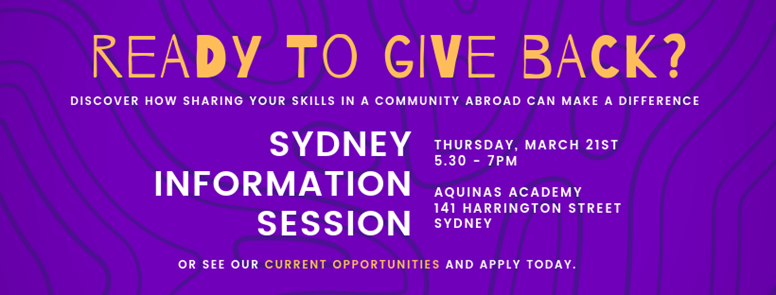 READY TO GIVE BACK?
DISCOVER HOW SHARING YOUR SKILLS IN A COMMUNITY ABROAD CAN MAKE A DIFFERENCE
SYDNEY
INFORMATION
SESSION
THURSDAY, MARCH 21ST
5.30 - 7PM
AQUINAS ACADEMY
141 HARRINGTON STREET
SYDNEY
OR SEE OUR CURRENT OPPORTUNITIES AND APPLY TODAY.